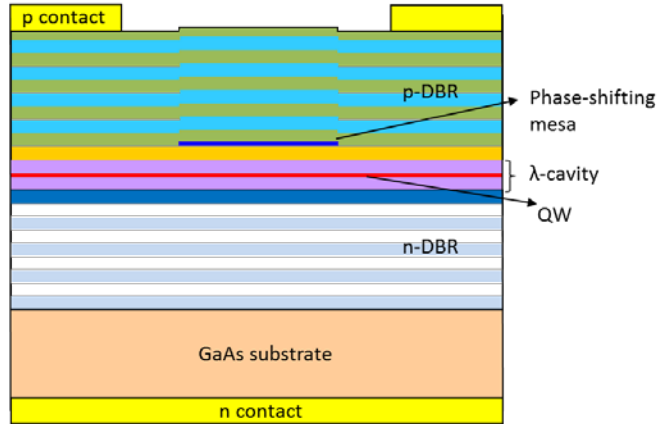 p contact
p-DBR
Phase-shifting
mesa
λ-cavity
QW
n-DBR
GaAs substrate
n contact